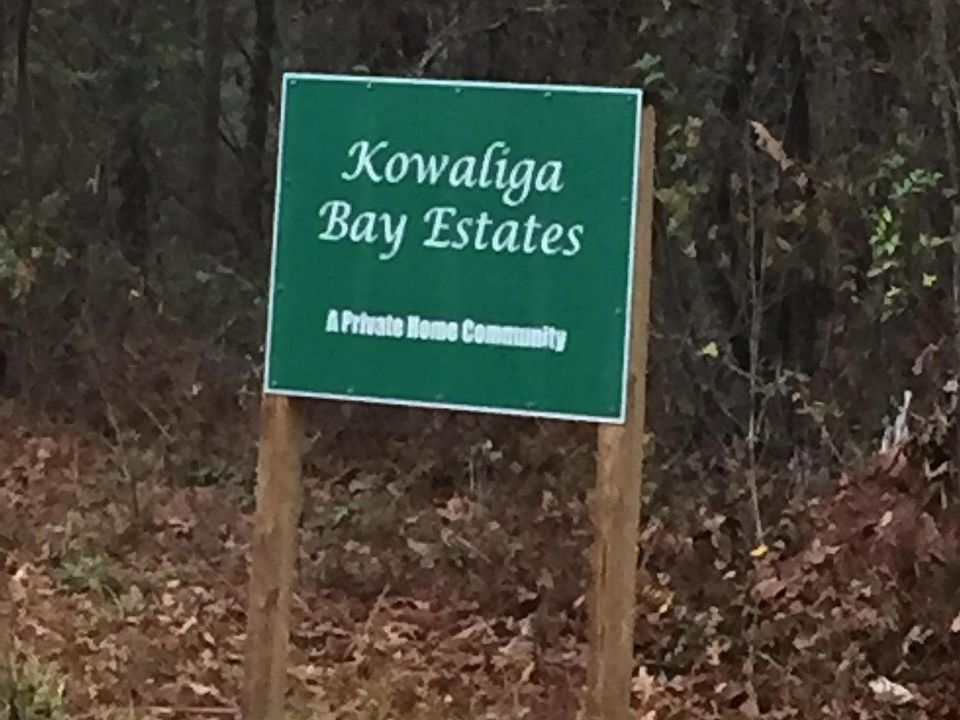 Kowaliga
Bay Estates
A Private Home Community